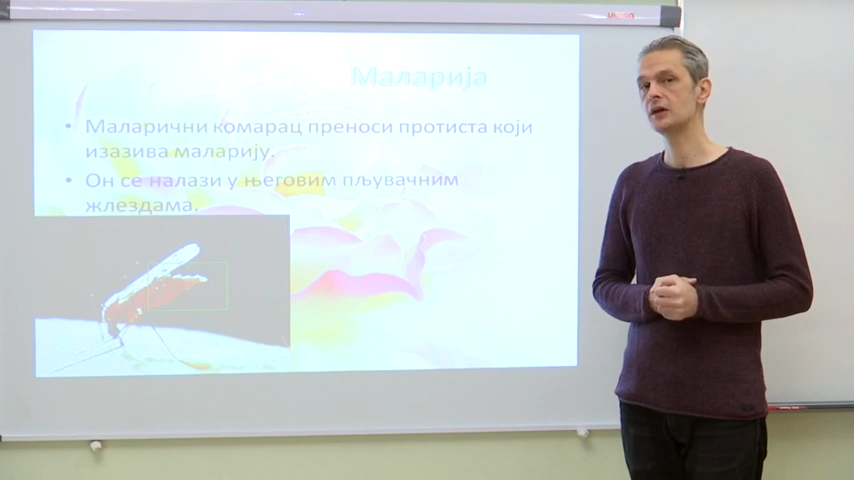 Маларија
• Маларични комарац преноси протиста који
изазива маларију.
• Он се налази у његовим пљувачним
жлездама.